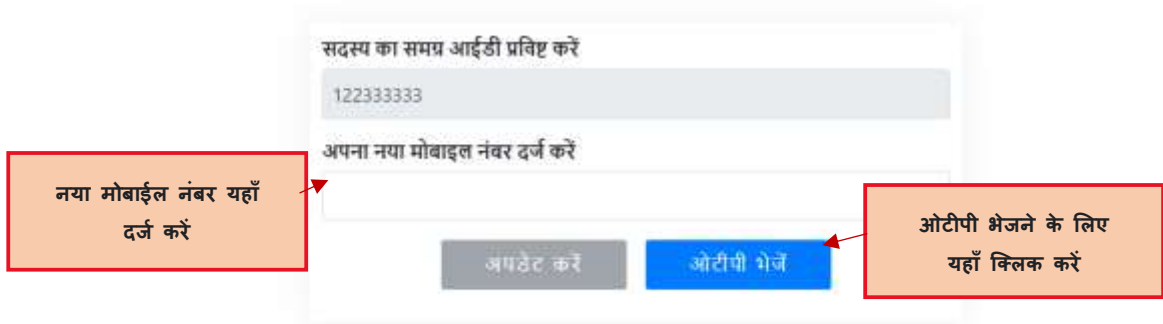 सदस्य का समग्र आईडी प्रविष्ट करें
122333333
अपना नया मोबाइल नंबर दर्ज करें
नया मोबाईल नंबर यहाँ
दर्ज करें
ओटीपी भेजने के लिए
यहाँ क्लिक करें
अपडेट करें
ओटीपी भेजें